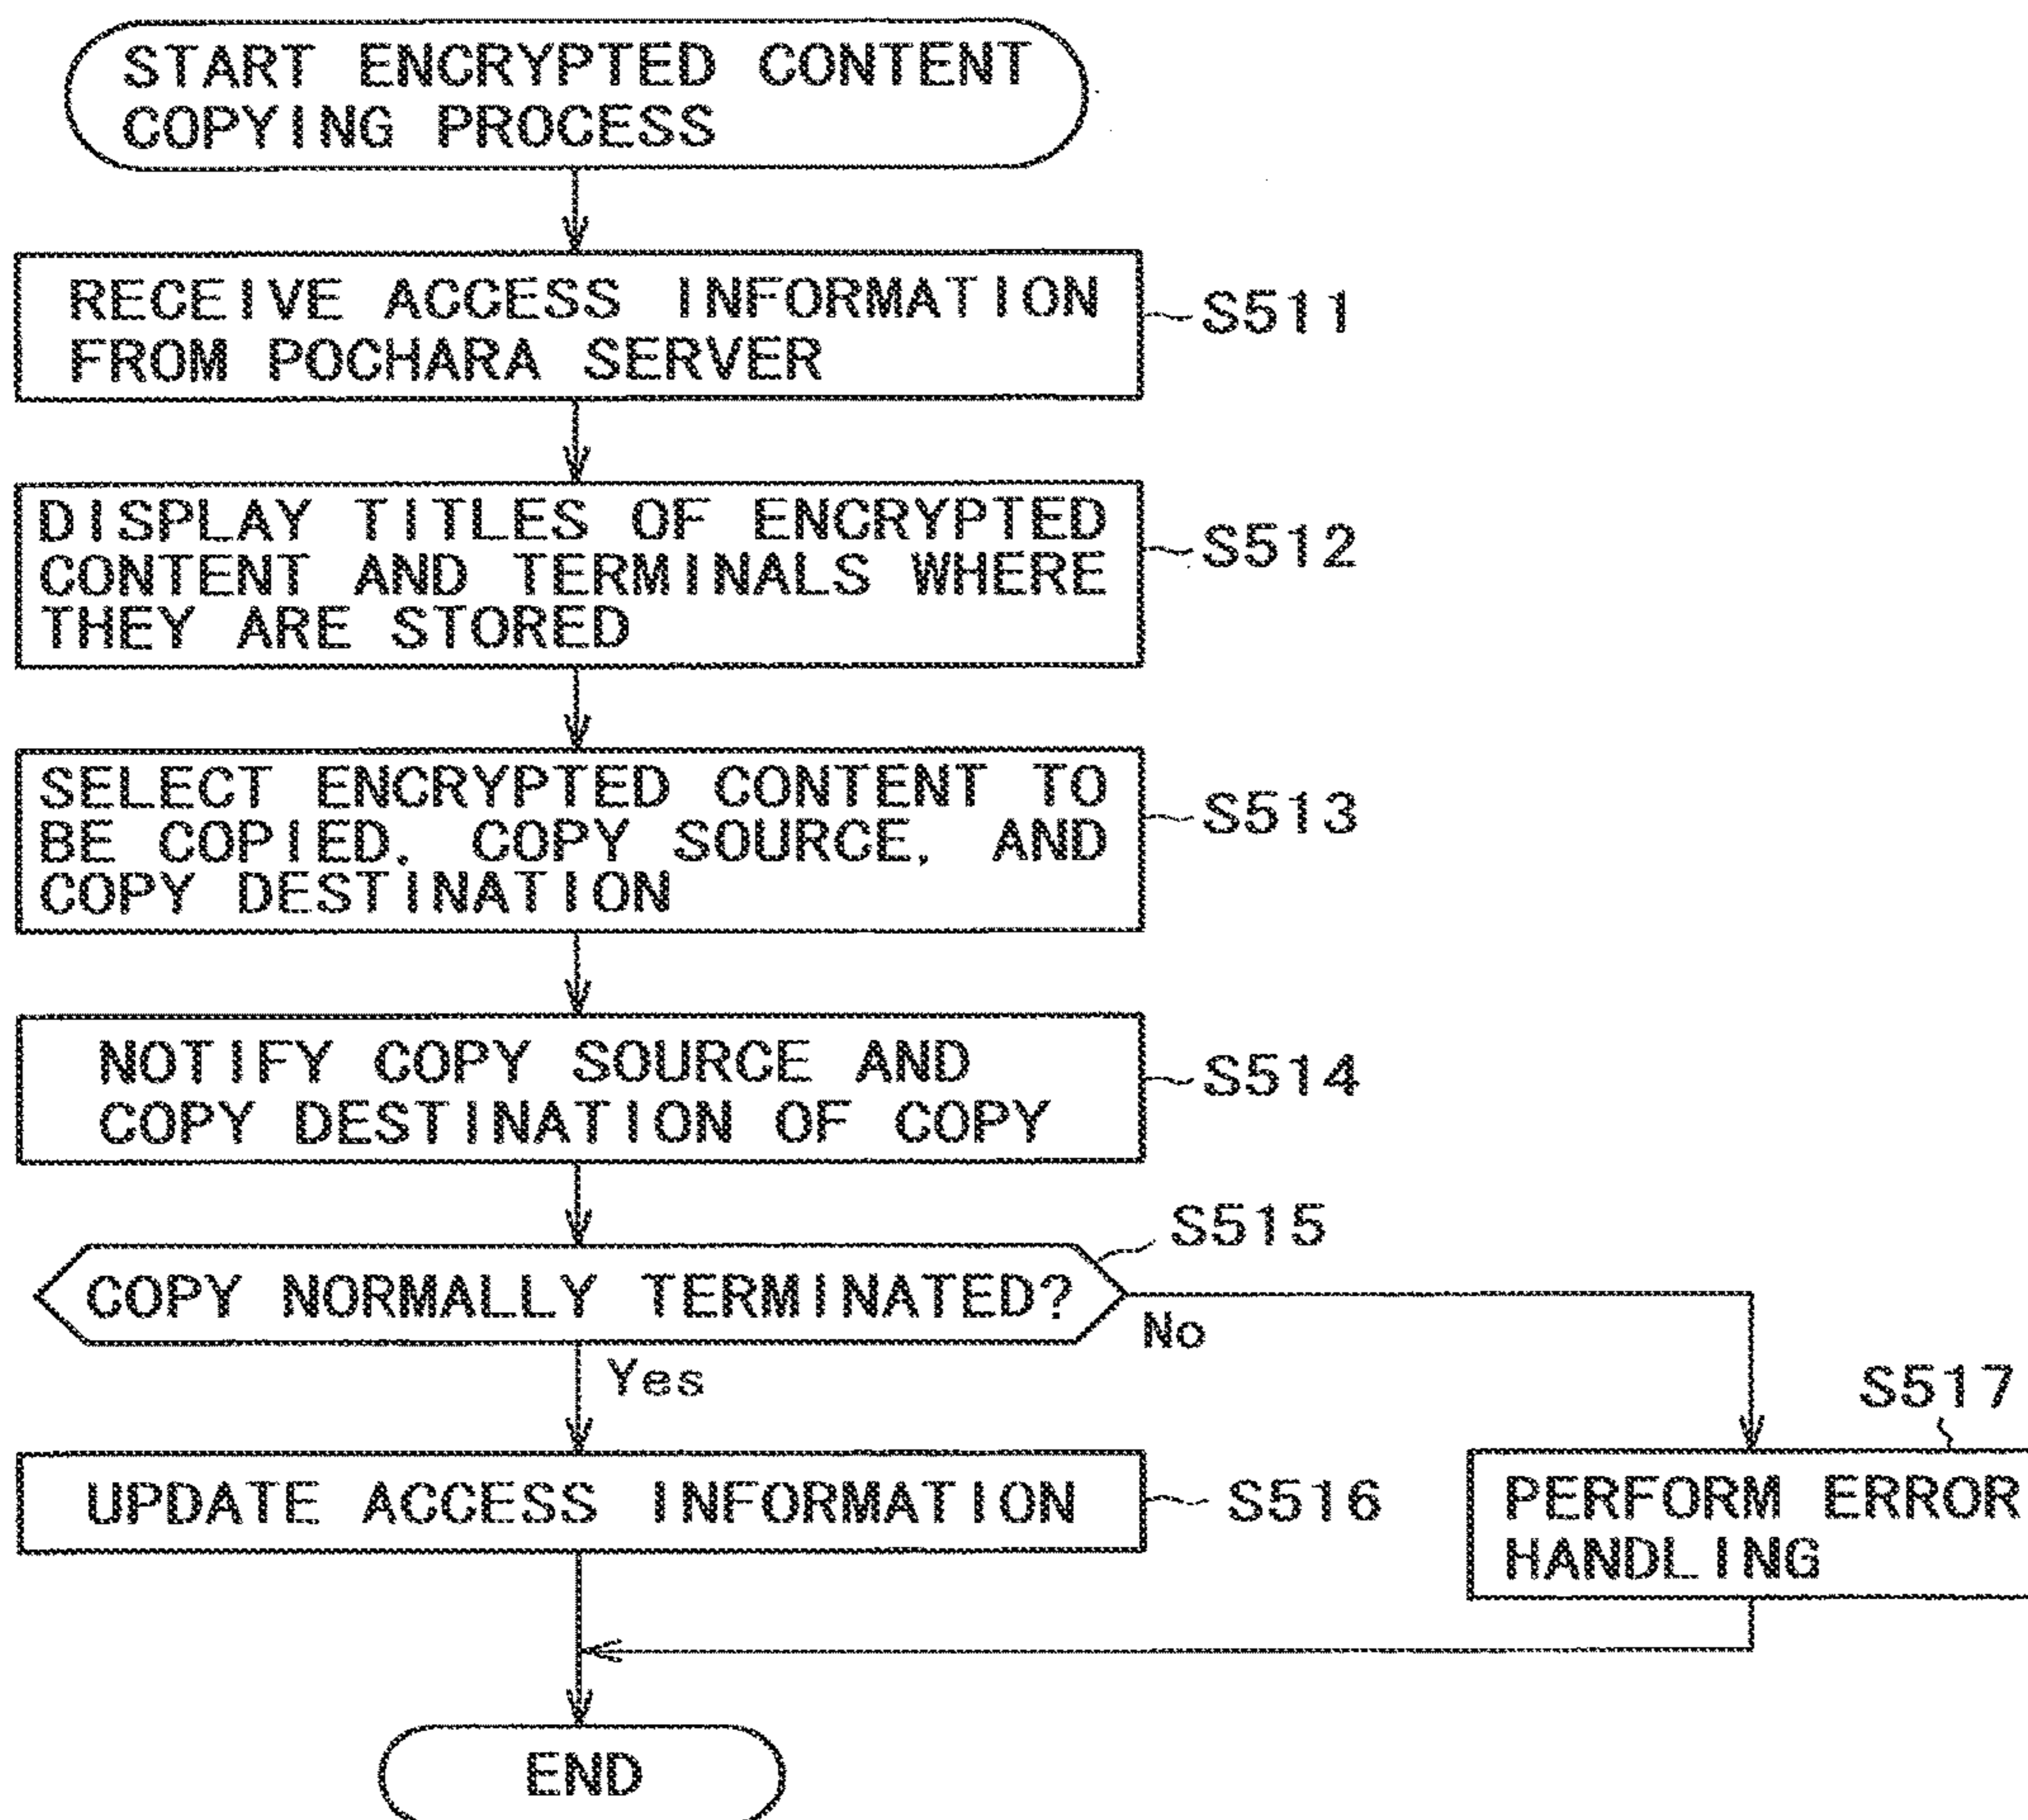 START ENCRYPTED CONTENT
COPYING PROCESS
RECEIVE ACCESS INFORMATION
FROM POCHARA SERVER
S511
DISPLAY TITLES OF ENCRYPTED
CONTENT AND TERMINALS WHERE
THEY ARE STORED
S512
SELECT ENCRYPTED CONTENT TO
BE COPIED, COPY SOURCE, AND
COPY DESTINATION
S513
NOTIFY COPY SOURCE AND
COPY DESTINATION OF COPY
S514
S515
COPY NORMALLY TERMINATED?
No
Yes
S517
UPDATE ACCESS INFORMATION
S516
PERFORM ERROR
HANDLING
END